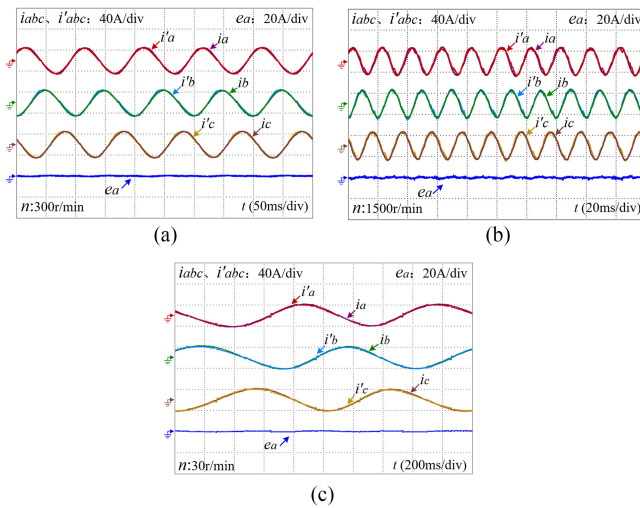 iabc、i'abc: 40A/div ea: 20A/div
i'a ia
i'b ib
i'c ic
ea
n:300r/min t (50ms/div)
(a)
iabc、i'abc: 40A/div ea: 20A/div
i'a ia
i'b ib
i'c ic
ea
n:1500r/min t (20ms/div)
(b)
iabc、i'abc: 40A/div ea: 20A/div
i'a ia
i'b ib
i'c ic
ea
n:30r/min t (200ms/div)
(c)